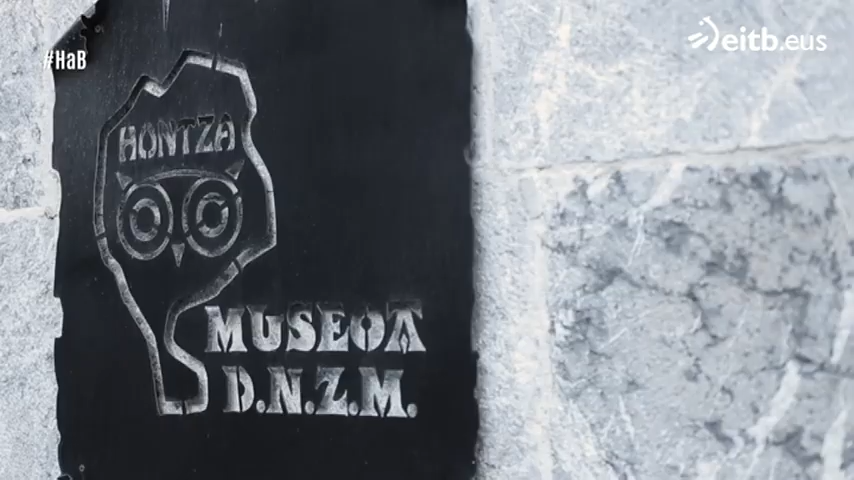 #HaB
eitb.eus
HONTZA
MUSEOA
D.N.Z.M.